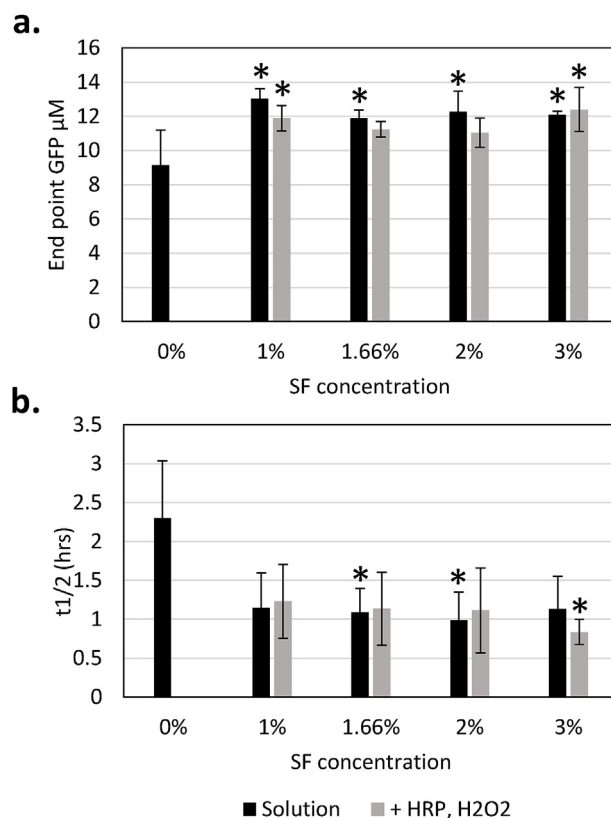 a.
16
14
12
10
8
6
4
2
0
End point GFP µM
* * * * * *
0% 1% 1.66% 2% 3%
SF concentration
b.
3.5
3
2.5
2
1.5
1
0.5
0
t1/2 (hrs)
* * *
0% 1% 1.66% 2% 3%
SF concentration
Solution + HRP, H2O2